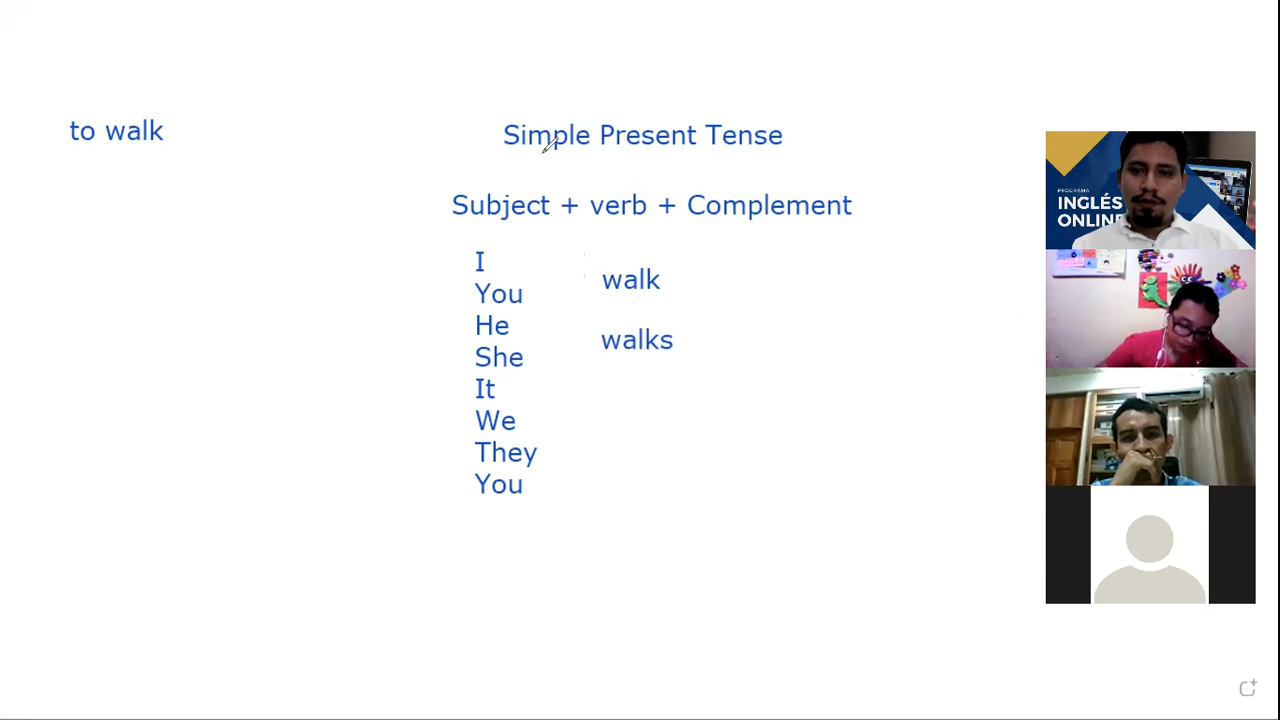 to walk
Simple Present Tense
Subject + verb + Complement
I
You
walk
He
walks
She
It
We
They
You
PROGRAMA
INGLÉS
ONLINE